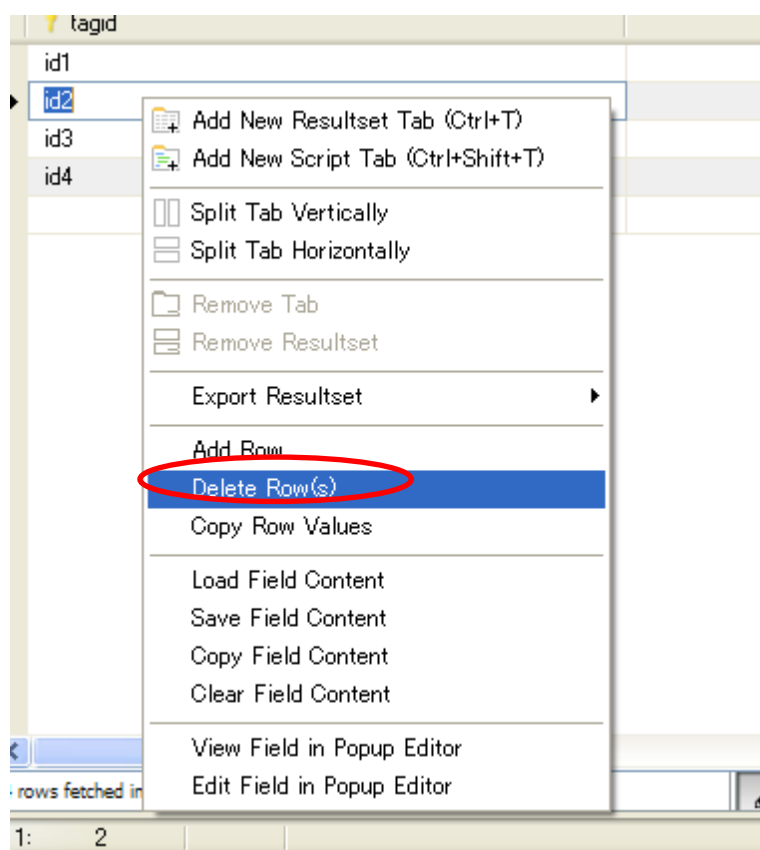 tagid
id1
id2
id3
id4
Add New Resultset Tab (Ctrl+T)
Add New Script Tab (Ctrl+Shift+T)
Split Tab Vertically
Split Tab Horizontally
Remove Tab
Remove Resultset
Export Resultset
Add Row
Delete Row(s)
Copy Row Values
Load Field Content
Save Field Content
Copy Field Content
Clear Field Content
View Field in Popup Editor
Edit Field in Popup Editor
rows fetched in
1: 2